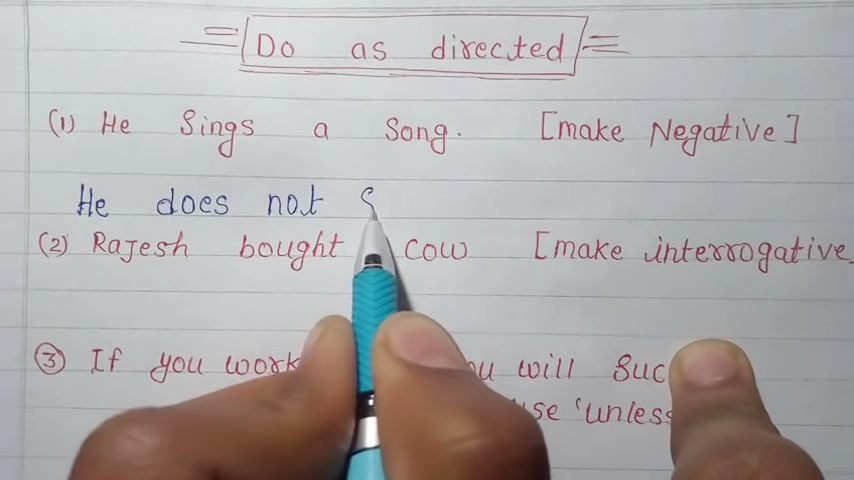 Do as directed
(1) He Sings a Song. [make Negative]
He does not S
(2) Rajesh bought cow [make interrogative
(3) If you work will Suc
'unless